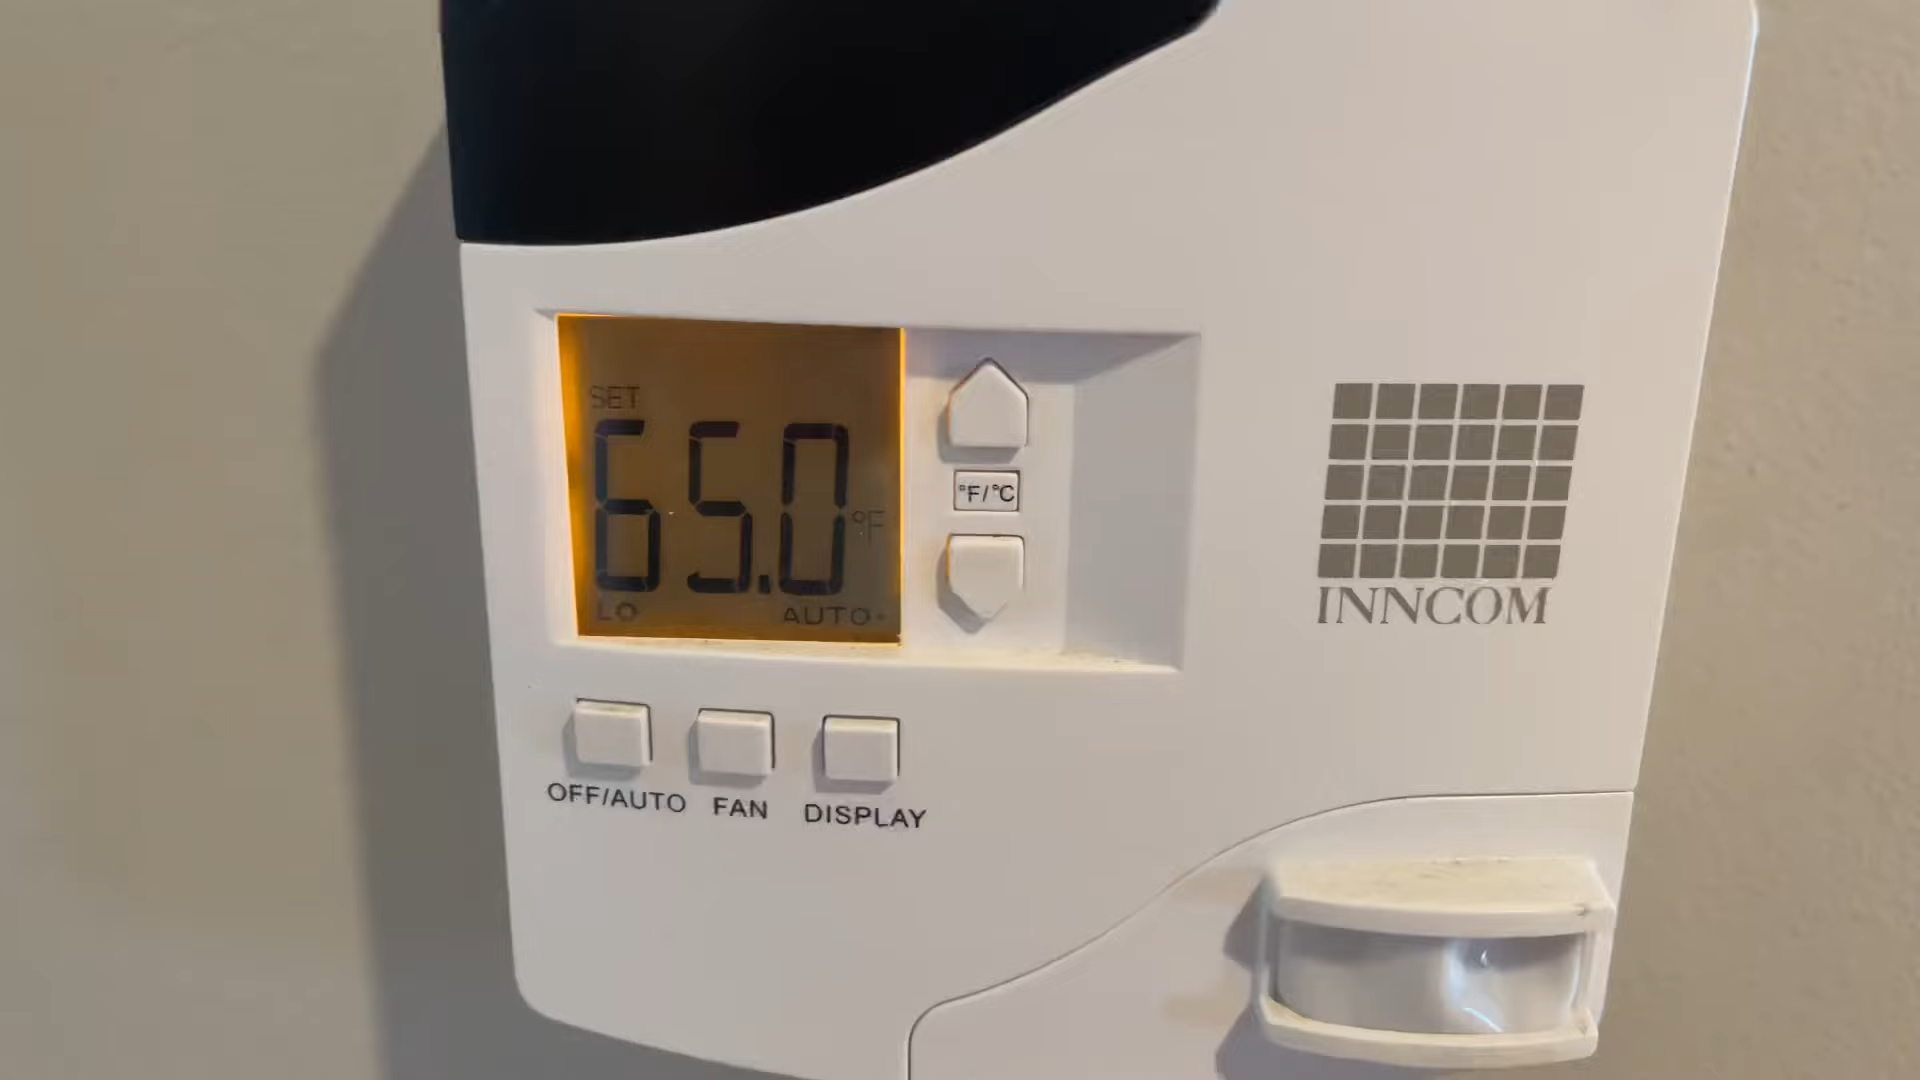 SET
65.0 °F
LO AUTO
°F/°C
INNCOM
OFF/AUTO FAN DISPLAY